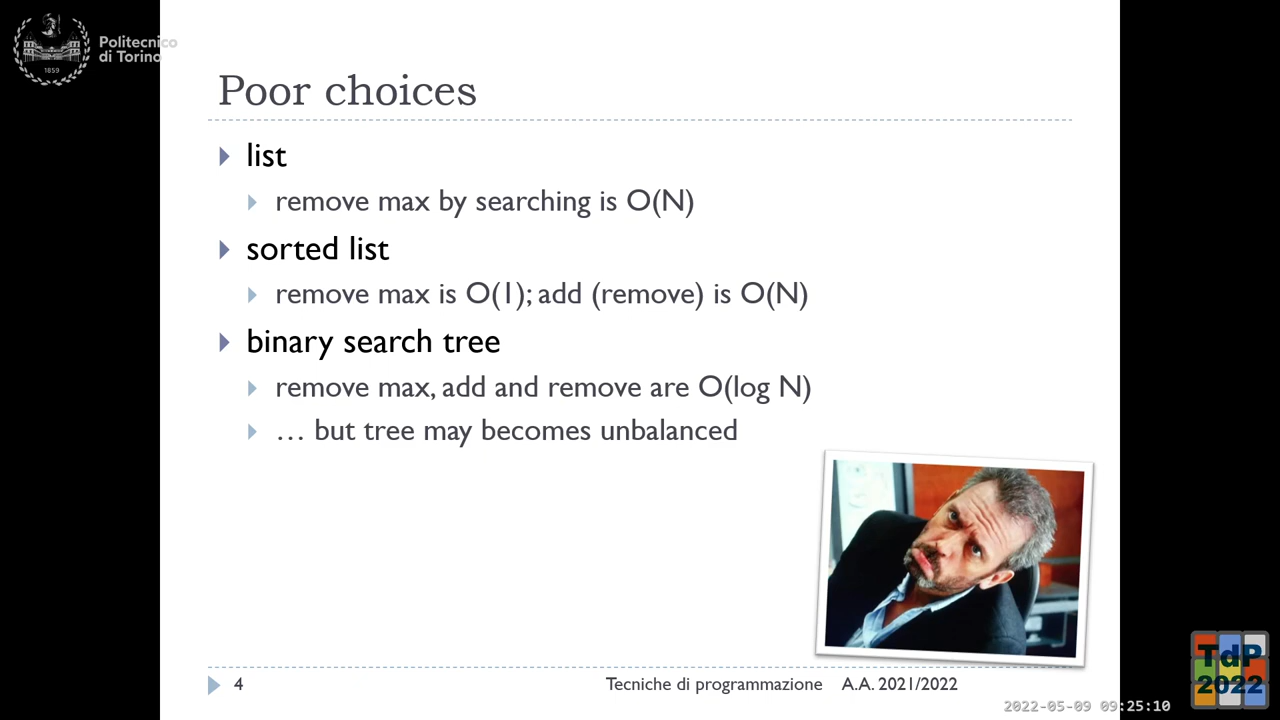 Politecnico
di Torino
1859
Poor choices
list
remove max by searching is O(N)
sorted list
remove max is O(1); add (remove) is O(N)
binary search tree
remove max, add and remove are O(log N)
… but tree may becomes unbalanced
4
Tecniche di programmazione A.A. 2021/2022
TdP
2022
2022-05-09 09:25:10